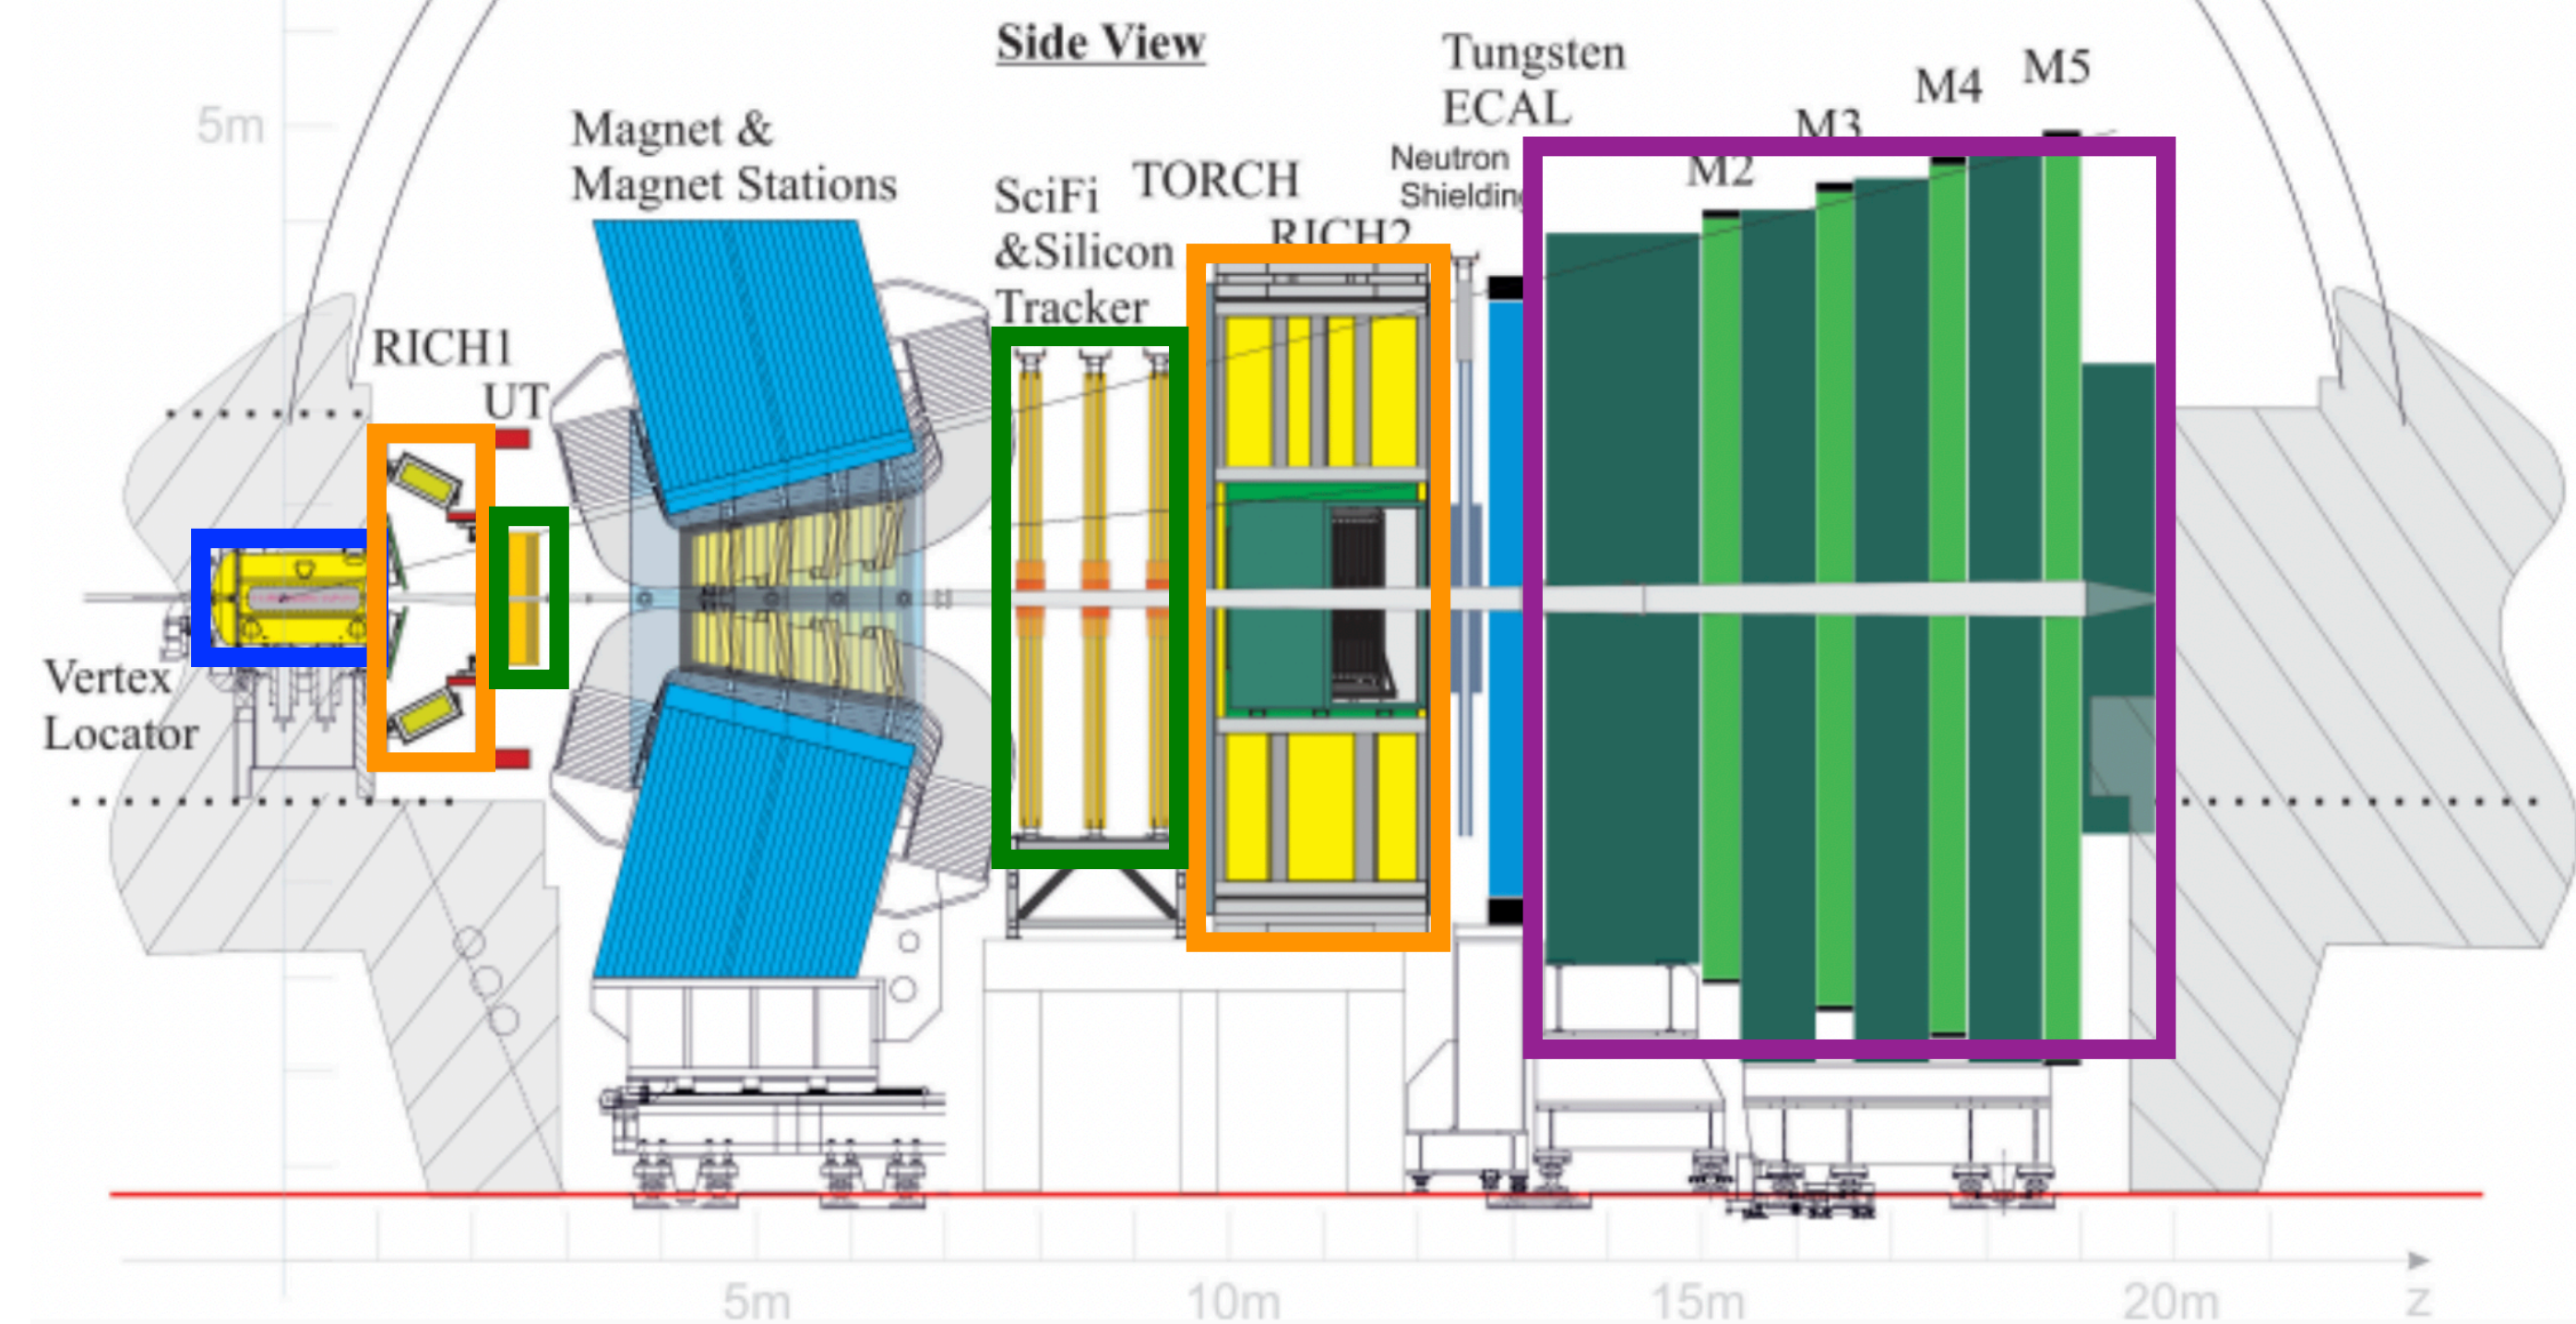 Side View
Tungsten
ECAL
M5
M4
M3
M2
5m
Magnet &
Magnet Stations
Neutron
Shielding
SciFi
&Silicon
Tracker
TORCH
RICH2
RICH1
UT
Vertex
Locator
5m
10m
15m
20m
z